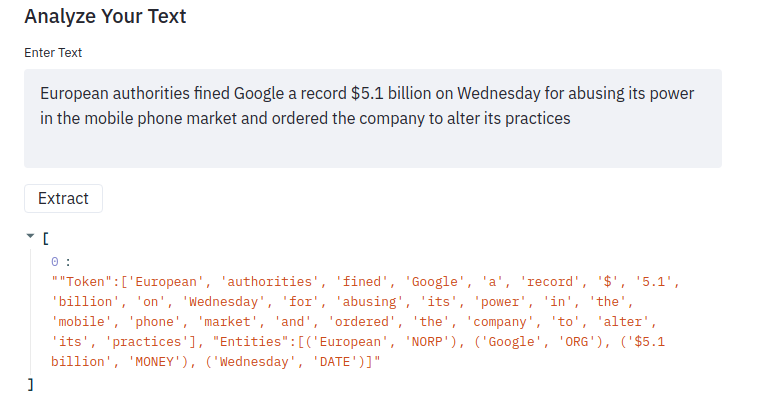 Analyze Your Text
Enter Text
European authorities fined Google a record $5.1 billion on Wednesday for abusing its power
in the mobile phone market and ordered the company to alter its practices
Extract
[
0 :
""Token":['European', 'authorities', 'fined', 'Google', 'a', 'record', '$', '5.1',
'billion', 'on', 'Wednesday', 'for', 'abusing', 'its', 'power', 'in', 'the',
'mobile', 'phone', 'market', 'and', 'ordered', 'the', 'company', 'to', 'alter',
'its', 'practices'], "Entities":[('European', 'NORP'), ('Google', 'ORG'), ('$5.1
billion', 'MONEY'), ('Wednesday', 'DATE')]"
]